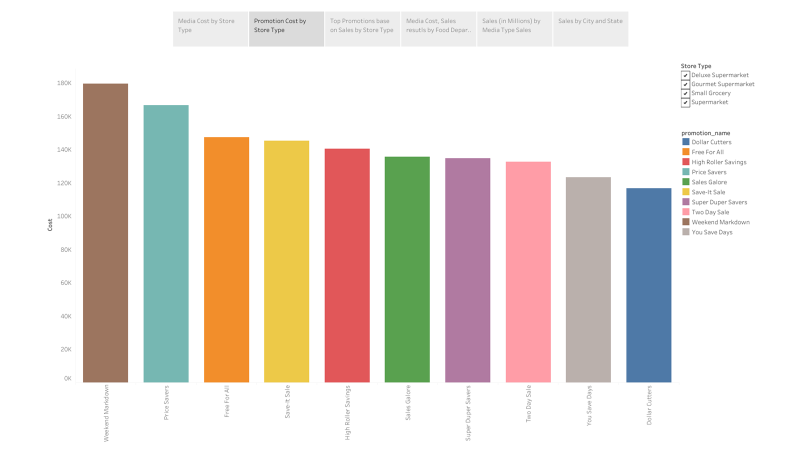 Media Cost by Store
Type
Promotion Cost by
Store Type
Top Promotions base
on Sales by Store Type
Media Cost, Sales
resutls by Food Depar..
Sales (in Millions) by
Media Type Sales
Sales by City and State
Store Type
Deluxe Supermarket
Gourmet Supermarket
Small Grocery
Supermarket
promotion_name
Dollar Cutters
Free For All
High Roller Savings
Price Savers
Sales Galore
Save-It Sale
Super Duper Savers
Two Day Sale
Weekend Markdown
You Save Days
Cost
180K
160K
140K
120K
100K
80K
60K
40K
20K
0K
Weekend Markdown
Price Savers
Free For All
Save-It Sale
High Roller Savings
Sales Galore
Super Duper Savers
Two Day Sale
You Save Days
Dollar Cutters